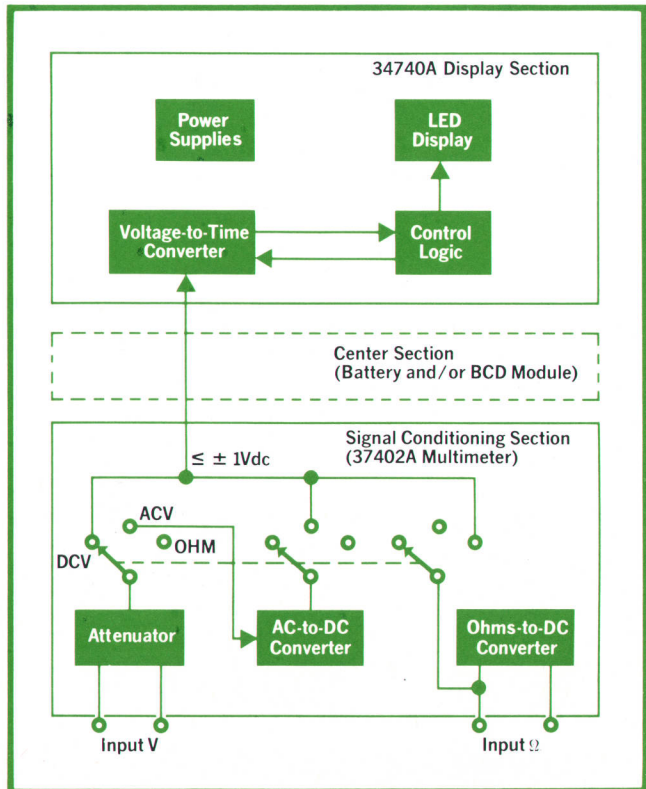 34740A Display Section
Power
Supplies
LED
Display
Voltage-to-Time
Converter
Control
Logic
Center Section
(Battery and/or BCD Module)
Signal Conditioning Section
(37402A Multimeter)
≤ ± 1Vdc
ACV
OHM
DCV
Attenuator
AC-to-DC
Converter
Ohms-to-DC
Converter
Input V
Input Ω